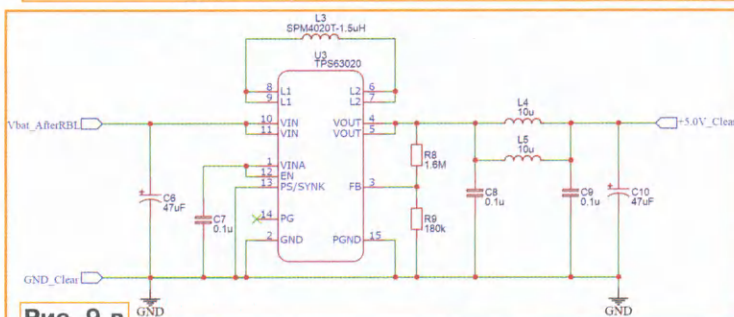 L3
SPM4020T-1.5uH
U3
TPS63020
8 L1
9 L1
L2 6
L2 7
Vbat_AfterRBL
10 VIN
11 VIN
VOUT 4
VOUT 5
L4
10u
+5.0V_Clear
L5
10u
1 VINA
12 EN
13 PS/SYNK
R8
1.6M
FB 3
C6
47uF
C7
0.1u
C8
0.1u
C9
0.1u
C10
47uF
14 PG
R9
180k
2 GND
PGND 15
GND_Clear
GND
GND